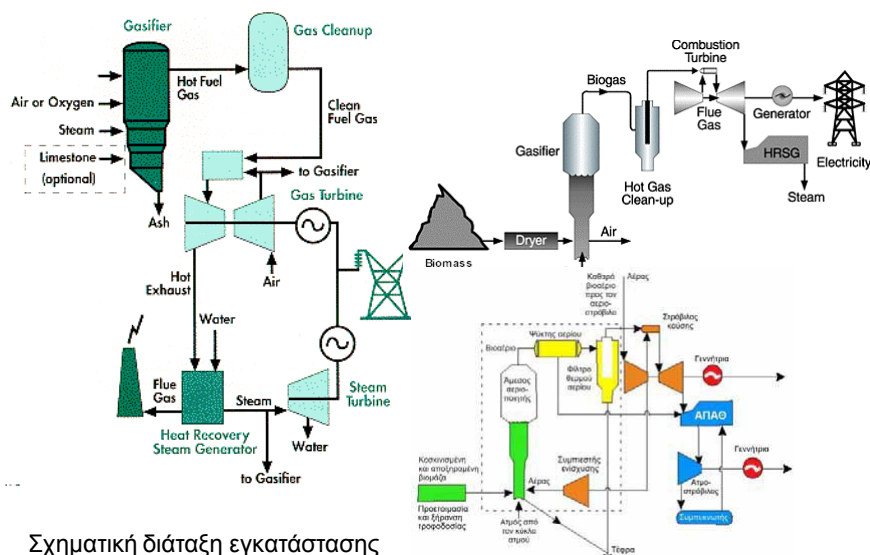 Gasifier
Gas Cleanup
Hot Fuel
Gas
Air or Oxygen
Clean
Fuel Gas
Steam
Limestone
(optional)
to Gasifier
Ash
Gas Turbine
Hot
Exhaust
Air
Water
Flue
Gas
Steam
Steam
Turbine
Water
Heat Recovery
Steam Generator
to Gasifier
Combustion
Turbine
Biogas
Flue
Gas
Generator
Gasifier
HRSG
Electricity
Hot Gas
Clean-up
Steam
Biomass
Dryer
Air
Καθαρό
βιοαέριο
προς τον
αεριο-
στρόβιλο
Αέρας
Στρόβιλος
καύσης
Ψύκτης αερίου
Βιοαέριο
Γεννήτρια
Φίλτρο
θερμού
αερίου
Άμεσος
αεριο-
ποιητής
ΑΠΑΘ
Γεννήτρια
Κοσκινισμένη
και αποξηραμένη
βιομάζα
Συμπιεστής
ενίσχυσης
Αέρας
Ατμο-
στρόβιλος
Προετοιμασία
και ξήρανση
τροφοδοσίας
Συμπυκνωτής
Ατμός από
τον κύκλο
ατμού
Τέφρα
Σχηματική διάταξη εγκατάστασης